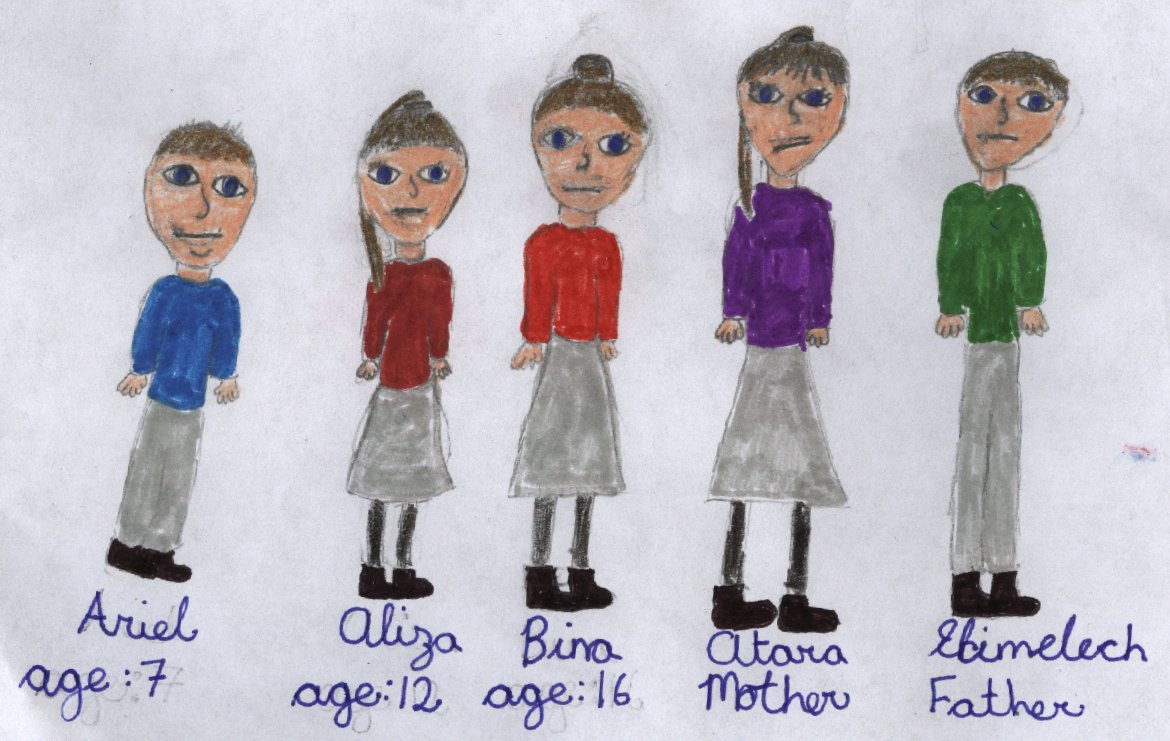 Ariel
age:7
Aliza
age:12
Bina
age:16
Atara
Mother
Elimelech
Father